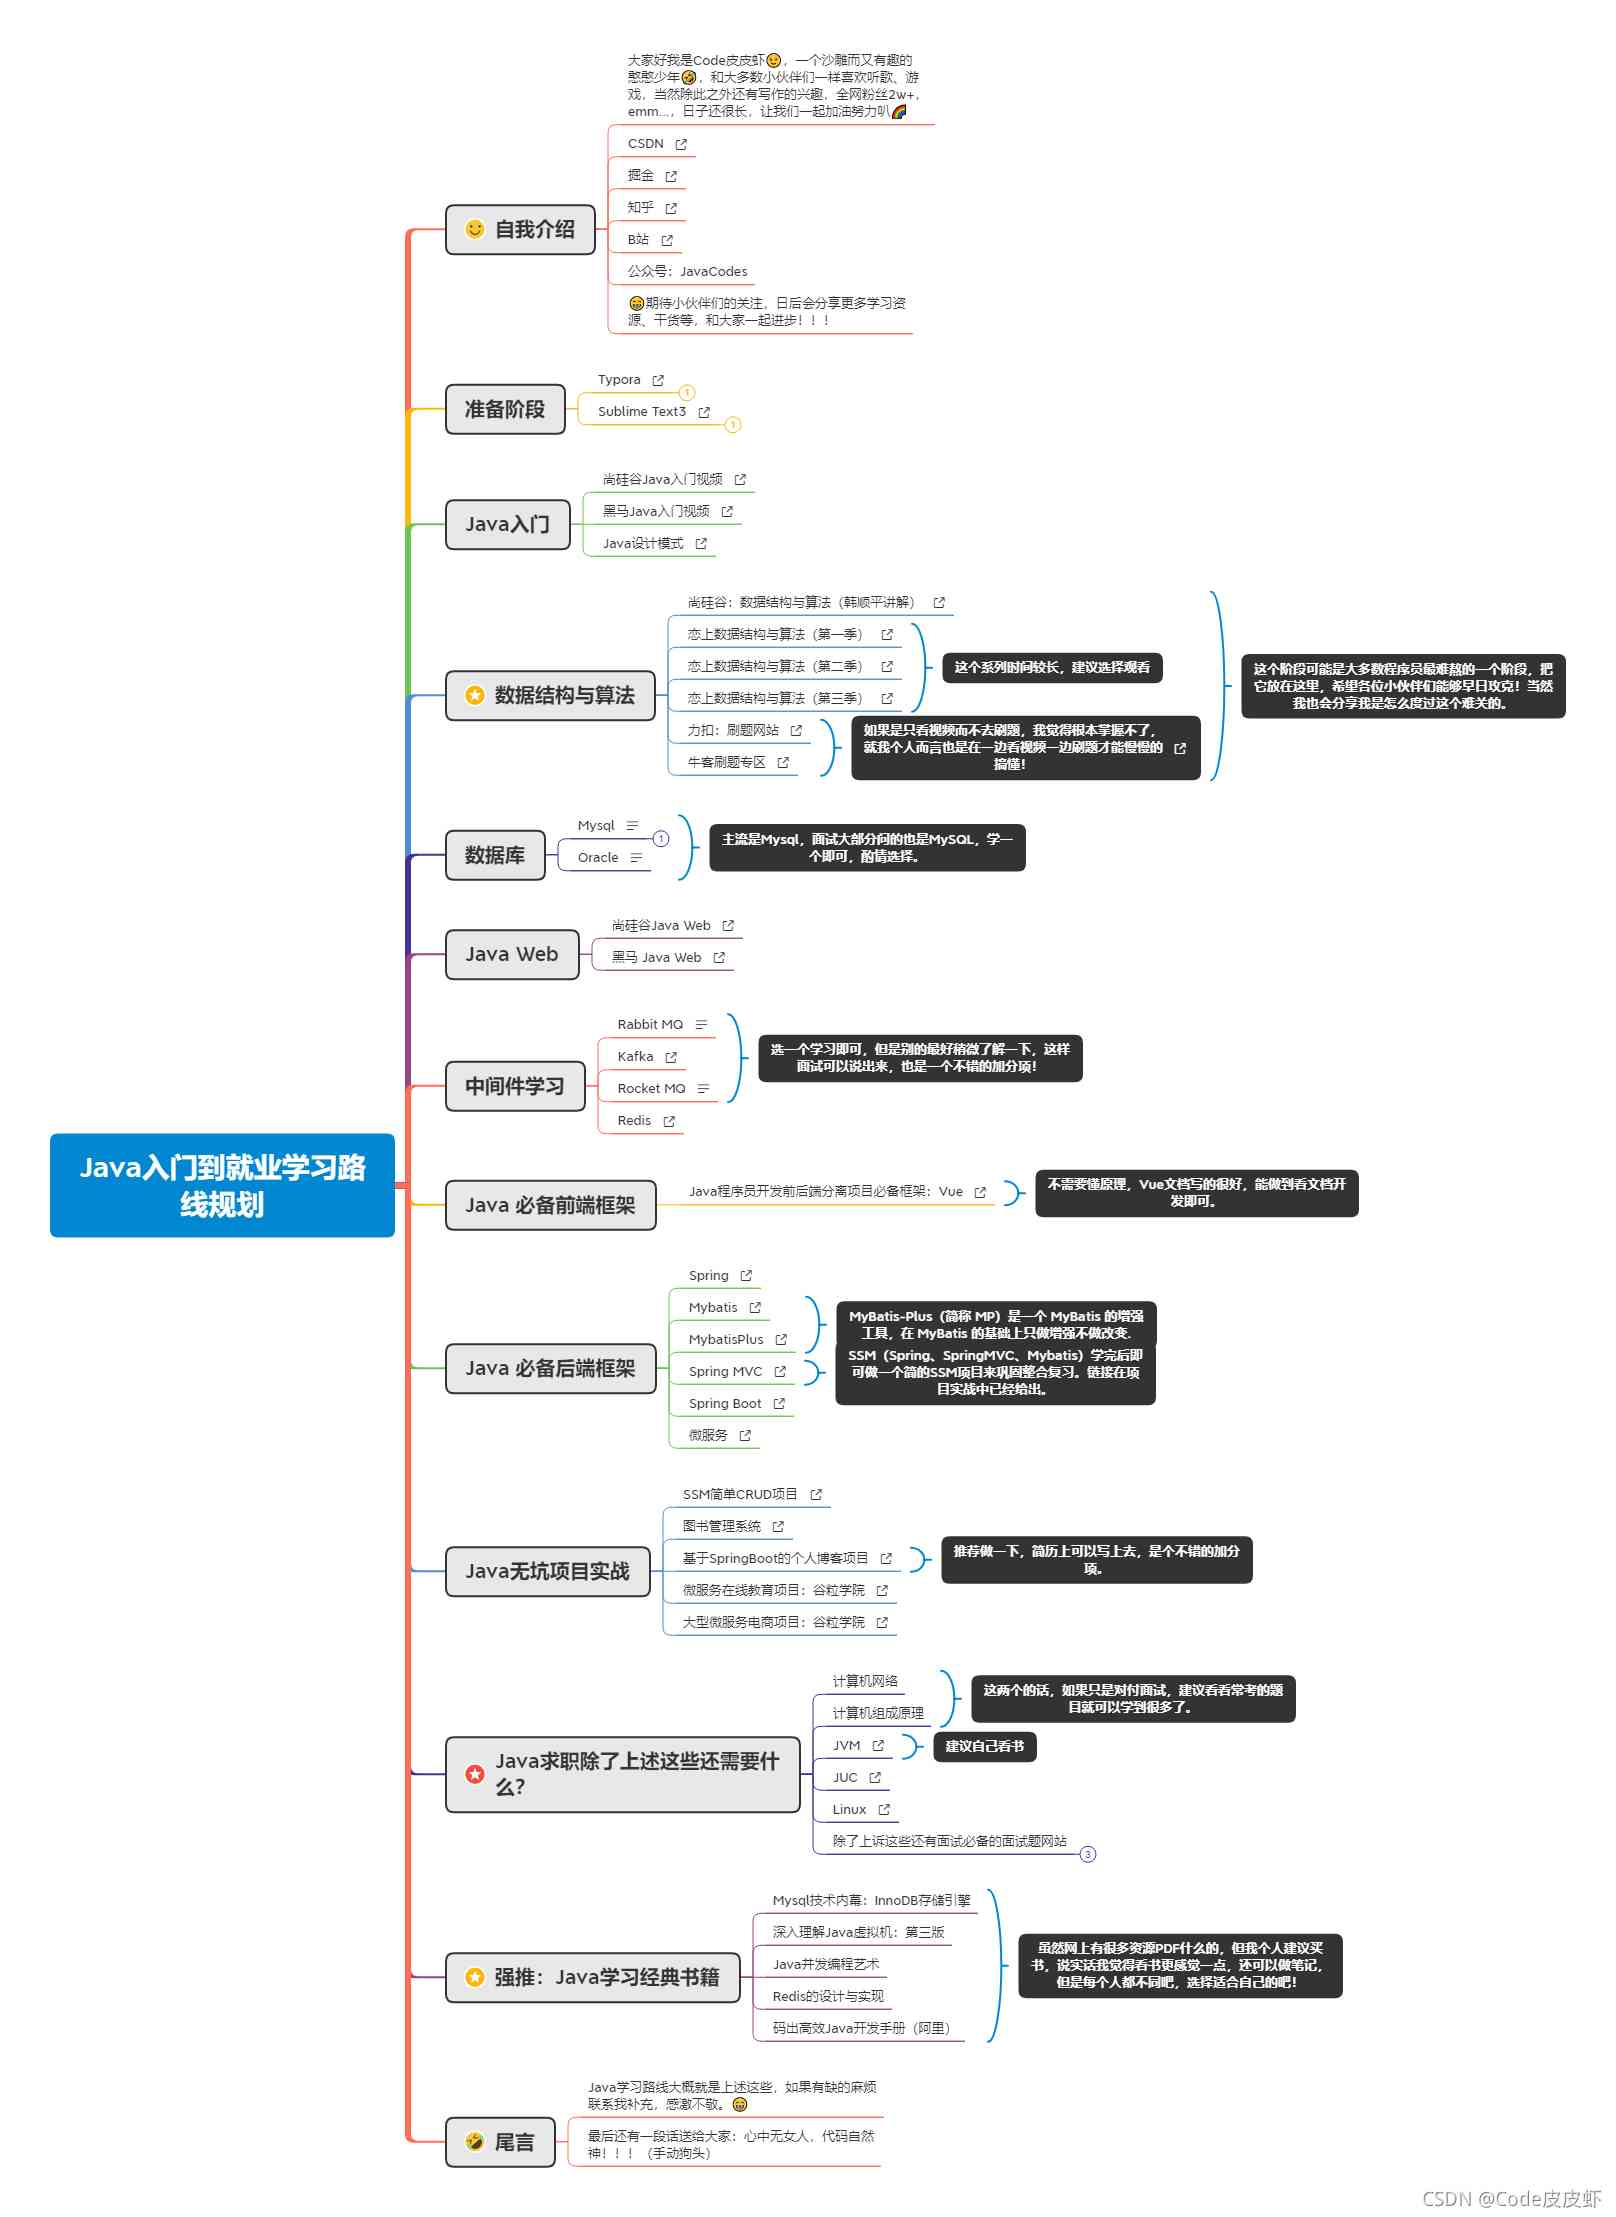 大家好我是Code皮皮虾😉，一个沙雕而又有趣的
憨憨少年🤣，和大多数小伙伴们一样喜欢听歌、游
戏，当然除此之外还有写作的兴趣，全网粉丝2w+，
emm...，日子还很长，让我们一起加油努力叭🌈
CSDN
掘金
知乎
B站
公众号：JavaCodes
😁期待小伙伴们的关注，日后会分享更多学习资
源、干货等，和大家一起进步！！！
自我介绍
准备阶段
Typora
1
Sublime Text3
1
Java入门
尚硅谷Java入门视频
黑马Java入门视频
Java设计模式
数据结构与算法
尚硅谷：数据结构与算法（韩顺平讲解）
恋上数据结构与算法（第一季）
恋上数据结构与算法（第二季）
恋上数据结构与算法（第三季）
这个系列时间较长，建议选择观看
力扣：刷题网站
牛客刷题专区
如果是只看视频而不去刷题，我觉得根本掌握不了，
就我个人而言也是在一边看视频一边刷题才能慢慢的
搞懂！
这个阶段可能是大多数程序员最难熬的一个阶段，把
它放在这里，希望各位小伙伴们能够早日攻克！当然
我也会分享我是怎么度过这个难关的。
数据库
Mysql
1
Oracle
主流是Mysql，面试大部分问的也是MySQL，学一
个即可，酌情选择。
Java Web
尚硅谷Java Web
黑马 Java Web
中间件学习
Rabbit MQ
Kafka
Rocket MQ
Redis
选一个学习即可，但是别的最好稍微了解一下，这样
面试可以说出来，也是一个不错的加分项！
Java入门到就业学习路
线规划
Java 必备前端框架
Java程序员开发前后端分离项目必备框架：Vue
不需要懂原理，Vue文档写的很好，能做到看文档开
发即可。
Java 必备后端框架
Spring
Mybatis
MybatisPlus
Spring MVC
Spring Boot
微服务
MyBatis-Plus（简称 MP）是一个 MyBatis 的增强
工具，在 MyBatis 的基础上只做增强不做改变.
SSM（Spring、SpringMVC、Mybatis）学完后即
可做一个简的SSM项目来巩固整合复习。链接在项
目实战中已经给出。
Java无坑项目实战
SSM简单CRUD项目
图书管理系统
基于SpringBoot的个人博客项目
微服务在线教育项目：谷粒学院
大型微服务电商项目：谷粒学院
推荐做一下，简历上可以写上去，是个不错的加分
项。
Java求职除了上述这些还需要什
么？
计算机网络
计算机组成原理
JVM
JUC
Linux
除了上诉这些还有面试必备的面试题网站
3
这两个的话，如果只是对付面试，建议看看常考的题
目就可以学到很多了。
建议自己看书
强推：Java学习经典书籍
Mysql技术内幕：InnoDB存储引擎
深入理解Java虚拟机：第三版
Java并发编程艺术
Redis的设计与实现
码出高效Java开发手册（阿里）
虽然网上有很多资源PDF什么的，但我个人建议买
书，说实话我觉得看书更感觉一点，还可以做笔记，
但是每个人都不同吧，选择适合自己的吧！
尾言
Java学习路线大概就是上述这些，如果有缺的麻烦
联系我补充，感激不敬。😁
最后还有一段话送给大家：心中无女人，代码自然
神！！！（手动狗头）
CSDN @Code皮皮虾